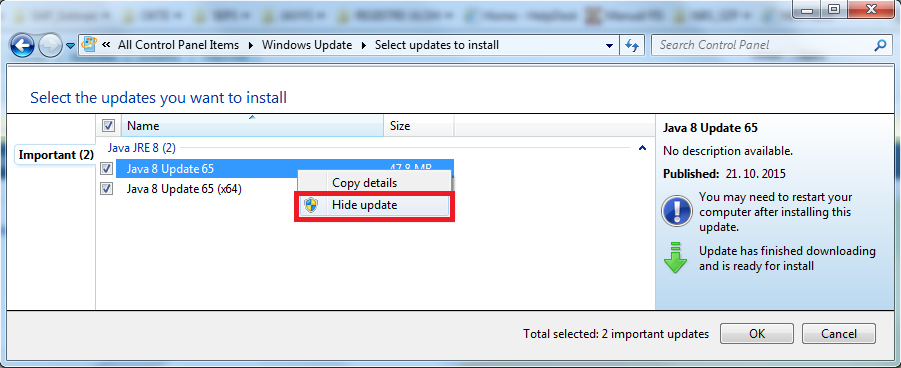 « All Control Panel Items Windows Update Select updates to install
Search Control Panel
Select the updates you want to install
Name Size
Important (2)
Java JRE 8 (2)
Java 8 Update 65 47,8 MB
Java 8 Update 65 (x64)
Copy details
Hide update
Java 8 Update 65
No description available.
Published: 21. 10. 2015
You may need to restart your
computer after installing this
update.
Update has finished downloading
and is ready for install
Total selected: 2 important updates
OK
Cancel